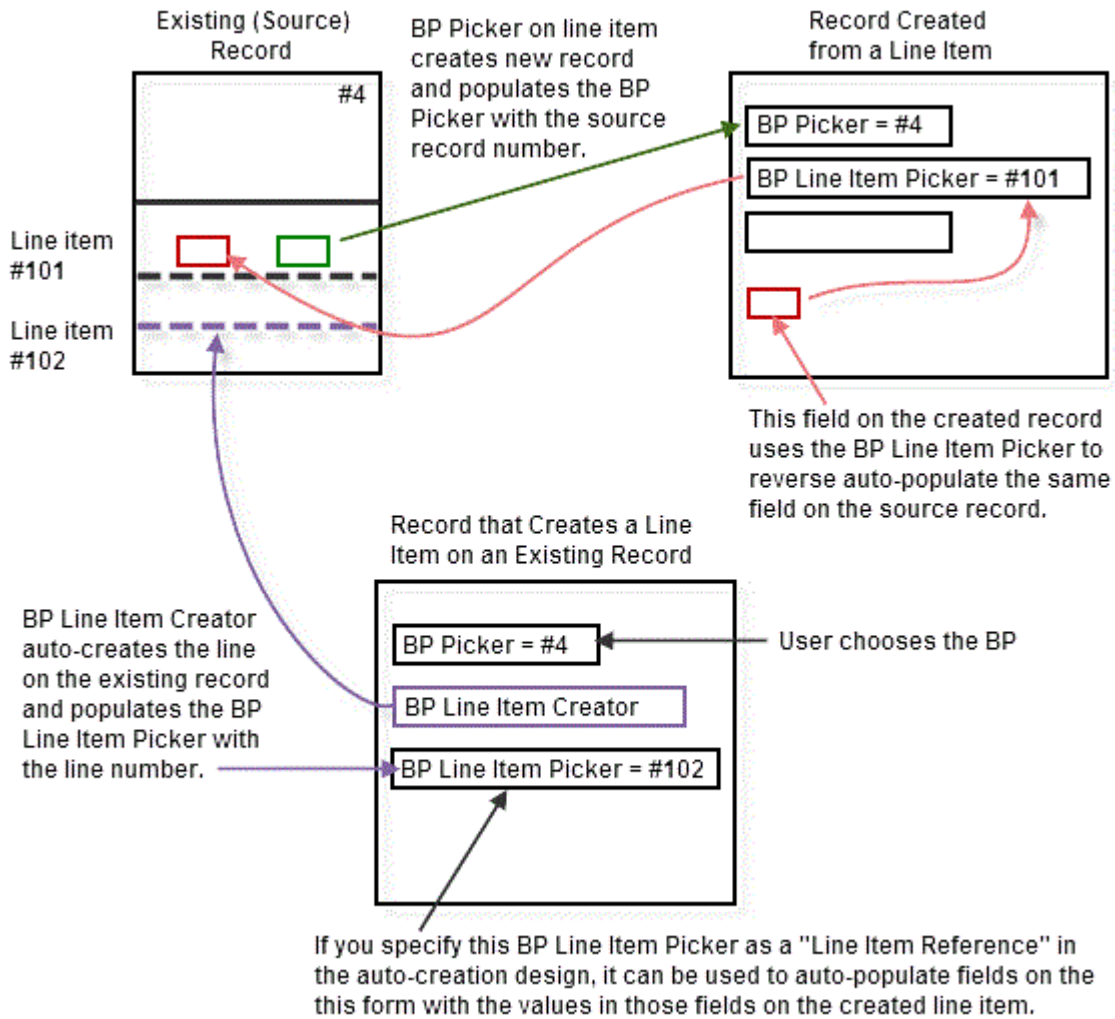 Existing (Source)
Record
#4
Line item
#101
Line item
#102
BP Picker on line item
creates new record
and populates the BP
Picker with the source
record number.
Record Created
from a Line Item
BP Picker = #4
BP Line Item Picker = #101
This field on the created record
uses the BP Line Item Picker to
reverse auto-populate the same
field on the source record.
Record that Creates a Line
Item on an Existing Record
BP Line Item Creator
auto-creates the line
on the existing record
and populates the BP
Line Item Picker with
the line number.
BP Picker = #4
BP Line Item Creator
BP Line Item Picker = #102
User chooses the BP
If you specify this BP Line Item Picker as a "Line Item Reference" in
the auto-creation design, it can be used to auto-populate fields on the
this form with the values in those fields on the created line item.